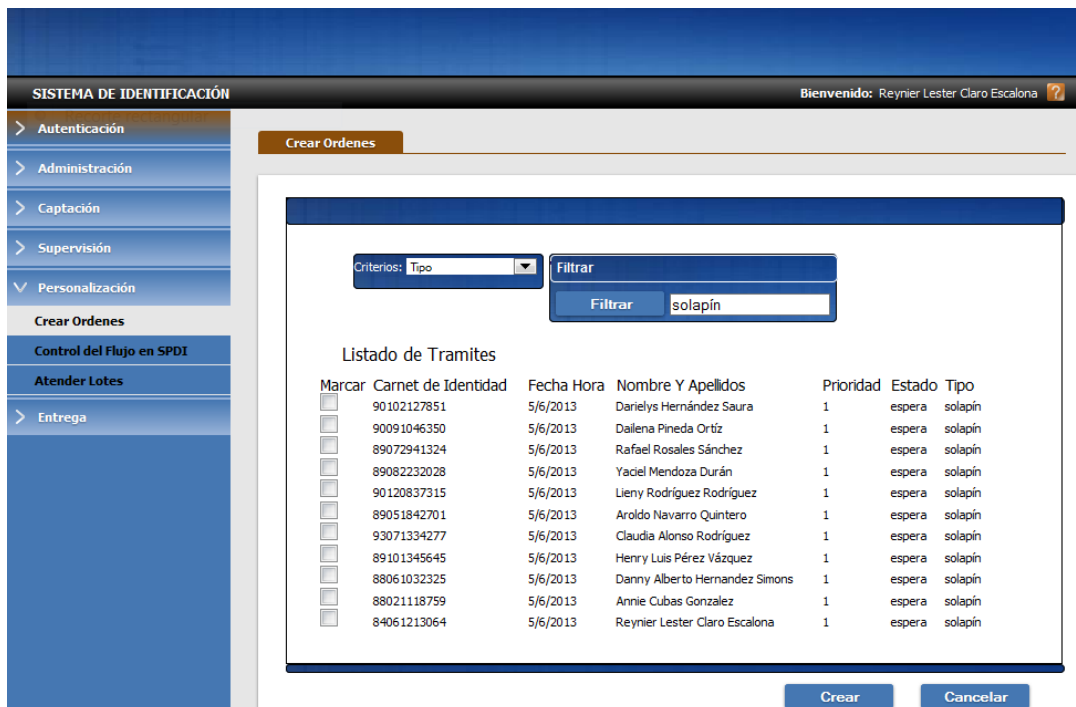 SISTEMA DE IDENTIFICACIÓN
Bienvenido: Reynier Lester Claro Escalona
Recorte rectangular
Autenticación
Administración
Captación
Supervisión
Personalización
Crear Ordenes
Control del Flujo en SPDI
Atender Lotes
Entrega
Crear Ordenes
Criterios: Tipo
Filtrar
Filtrar solapín
Listado de Tramites
Marcar Carnet de Identidad Fecha Hora Nombre Y Apelidos Prioridad Estado Tipo
90102127851 5/6/2013 Darielys Hernández Saura 1 espera solapín
90091046350 5/6/2013 Dailena Pineda Ortíz 1 espera solapín
89072941324 5/6/2013 Rafael Rosales Sánchez 1 espera solapín
89082232028 5/6/2013 Yaciel Mendoza Durán 1 espera solapín
90120837315 5/6/2013 Lieny Rodríguez Rodríguez 1 espera solapín
89051842701 5/6/2013 Aroldo Navarro Quintero 1 espera solapín
93071334277 5/6/2013 Claudia Alonso Rodríguez 1 espera solapín
89101345645 5/6/2013 Henry Luis Pérez Vázquez 1 espera solapín
88061032325 5/6/2013 Danny Alberto Hernandez Simons 1 espera solapín
88021118759 5/6/2013 Annie Cubas Gonzalez 1 espera solapín
84061213064 5/6/2013 Reynier Lester Claro Escalona 1 espera solapín
Crear Cancelar